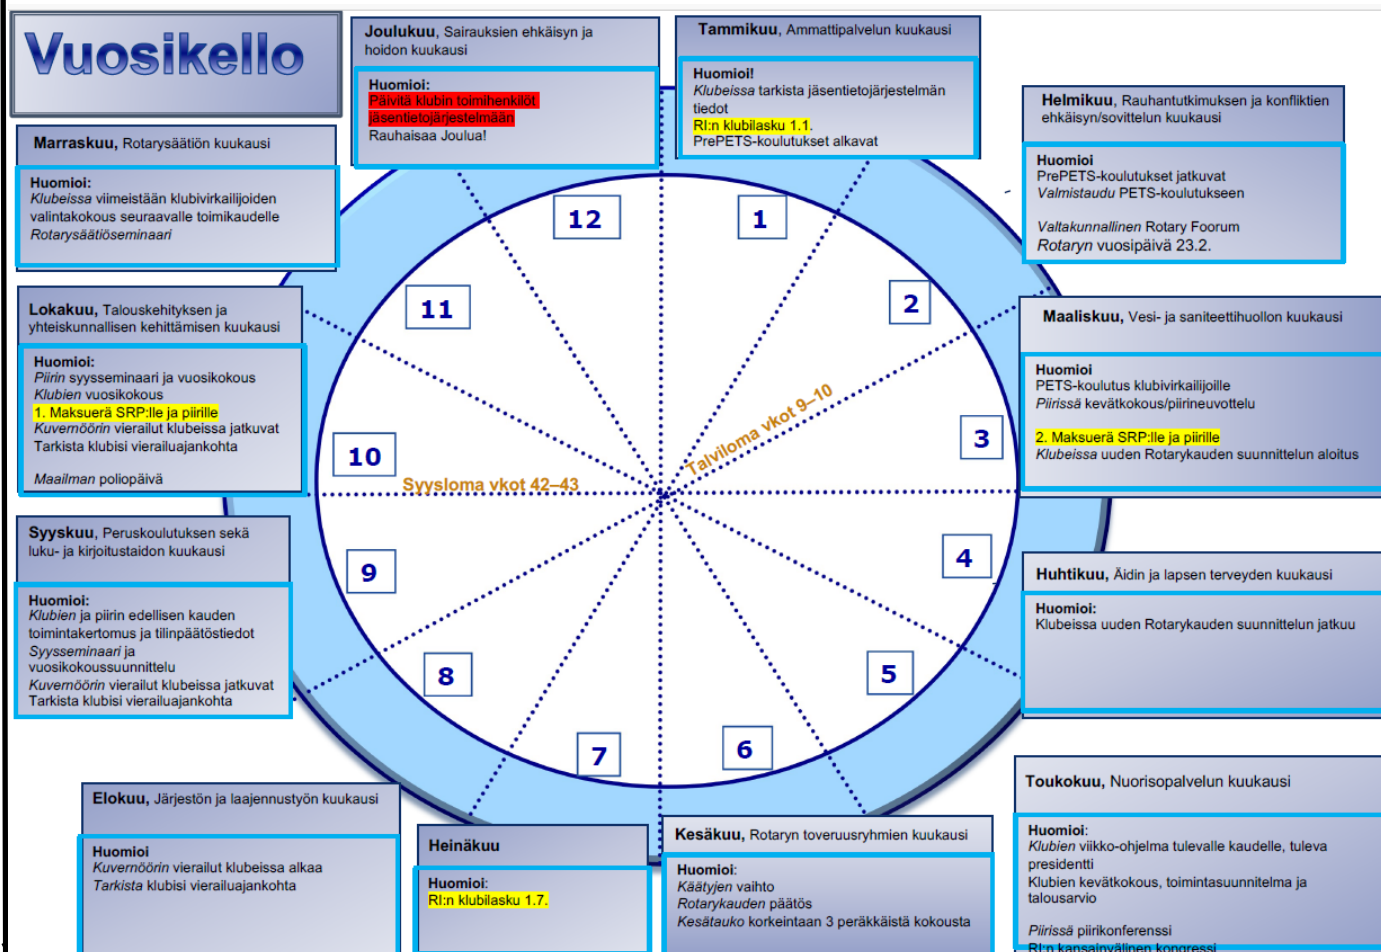 Vuosikello
Joulukuu, Sairauksien ehkäisyn ja
hoidon kuukausi
Huomioi:
Päivitä klubin toimihenkilöt
jäsentietojärjestelmään
Rauhaisaa Joulua!
Tammikuu, Ammattipalvelun kuukausi
Huomioi!
Klubeissa tarkista jäsentietojärjestelmän
tiedot
RI:n klubilasku 1.1.
PrePETS-koulutukset alkavat
Helmikuu, Rauhantutkimuksen ja konfliktien
ehkäisyn/sovittelun kuukausi
Huomioi
PrePETS-koulutukset jatkuvat
Valmistaudu PETS-koulutukseen
Valtakunnallinen Rotary Foorum
Rotaryn vuosipäivä 23.2.
Marraskuu, Rotarysäätiön kuukausi
Huomioi:
Klubeissa viimeistään klubivirkailijoiden
valintakokous seuraavalle toimikaudelle
Rotarysäätiöseminaari
Lokakuu, Talouskehityksen ja
yhteiskunnallisen kehittämisen kuukausi
Huomioi:
Piirin syysseminaari ja vuosikokous
Klubien vuosikokous
1. Maksuerä SRP:lle ja piirille
Kuvernöörin vierailut klubeissa jatkuvat
Tarkista klubisi vierailuajankohta
Maailman poliopäivä
Maaliskuu, Vesi- ja saniteettihuollon kuukausi
Huomioi
PETS-koulutus klubivirkailijoille
Piirissä kevätkokous/piirineuvottelu
2. Maksuerä SRP:lle ja piirille
Klubeissa uuden Rotarykauden suunnittelun aloitus
12
1
11
2
10
3
9
4
8
5
7
6
Talviloma vkot 9–10
Syysloma vkot 42–43
Syyskuu, Peruskoulutuksen sekä
luku- ja kirjoitustaidon kuukausi
Huomioi:
Klubien ja piirin edellisen kauden
toimintakertomus ja tilinpäätöstiedot
Syysseminaari ja
vuosikokoussuunnittelu
Kuvernöörin vierailut klubeissa jatkuvat
Tarkista klubisi vierailuajankohta
Huhtikuu, Äidin ja lapsen terveyden kuukausi
Huomioi:
Klubeissa uuden Rotarykauden suunnittelun jatkuu
Elokuu, Järjestön ja laajennustyön kuukausi
Huomioi
Kuvernöörin vierailut klubeissa alkaa
Tarkista klubisi vierailuajankohta
Heinäkuu
Huomioi:
RI:n klubilasku 1.7.
Kesäkuu, Rotaryn toveruusryhmien kuukausi
Huomioi:
Käätyjen vaihto
Rotarykauden päätös
Kesätauko korkeintaan 3 peräkkäistä kokousta
Toukokuu, Nuorisopalvelun kuukausi
Huomioi:
Klubien viikko-ohjelma tulevalle kaudelle, tuleva
presidentti
Klubien kevätkokous, toimintasuunnitelma ja
talousarvio
Piirissä piirikonferenssi
RI:n kansainvälinen kongressi